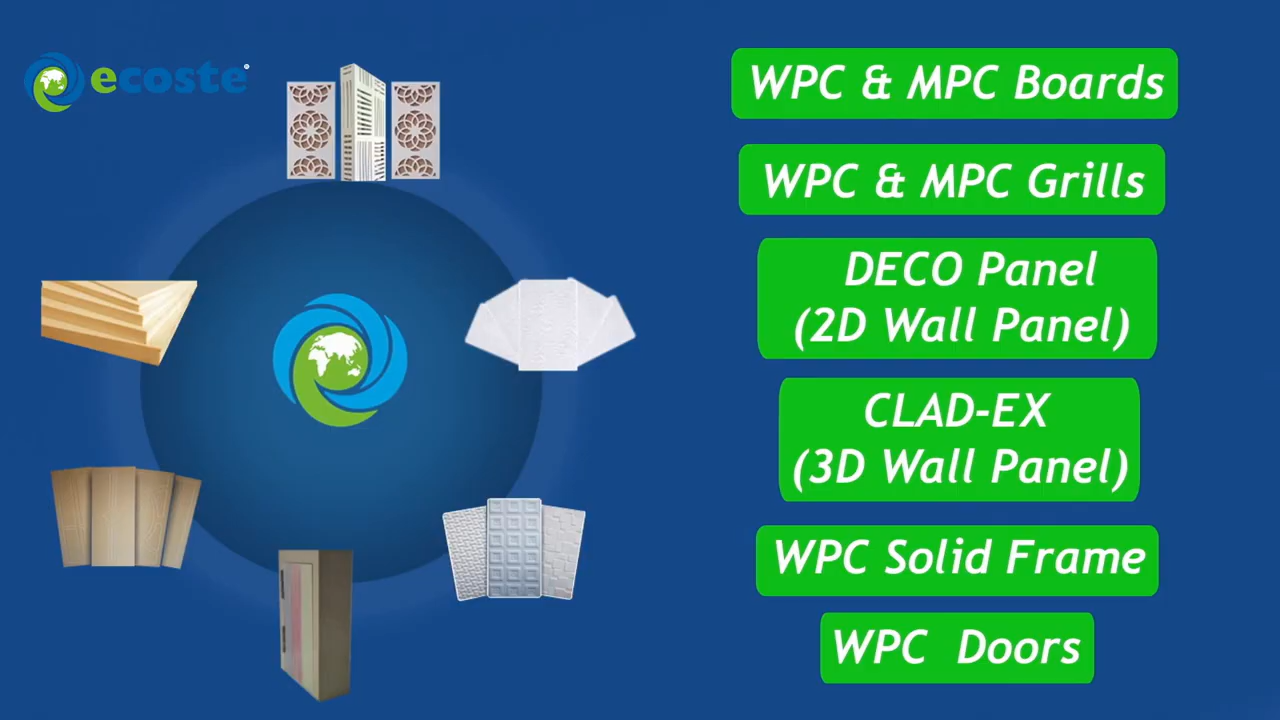 ecoste
WPC & MPC Boards
WPC & MPC Grills
DECO Panel
(2D Wall Panel)
CLAD-EX
(3D Wall Panel)
WPC Solid Frame
WPC Doors